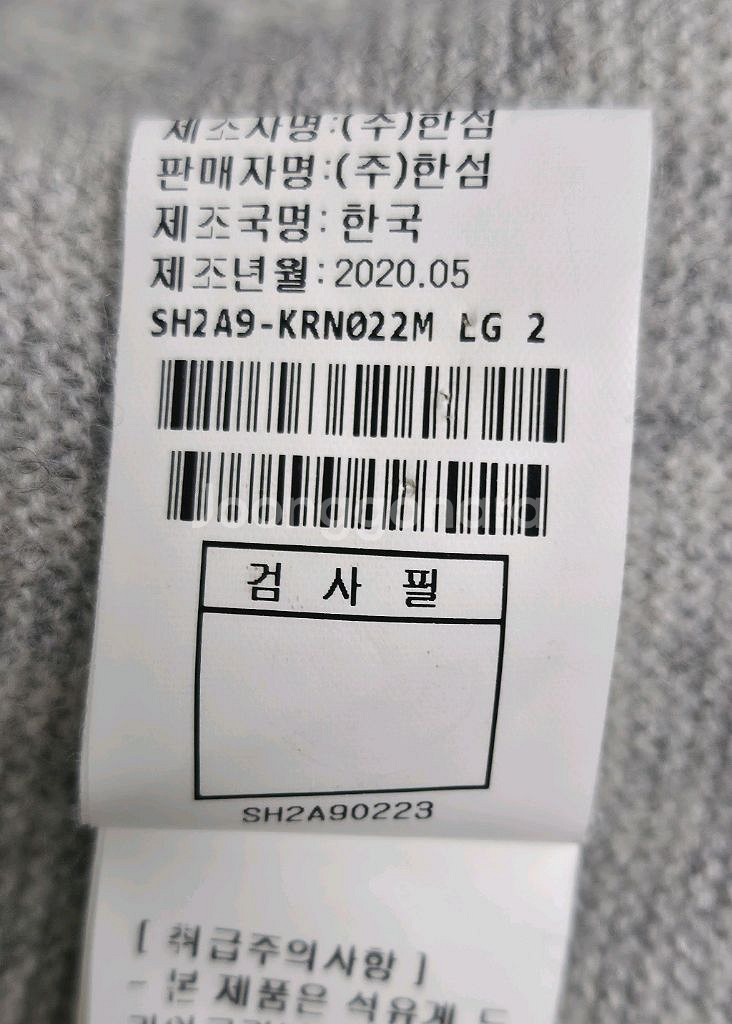 제조자명:(주)한섬
판매자명:(주)한섬
제조국명: 한국
제조년월:2020.05
SH2A9-KRN022M LG 2
Joonggonara
검 사 필
SH2A90223
[ 취급주의사항 ]
- 본 제품은 석유계 드